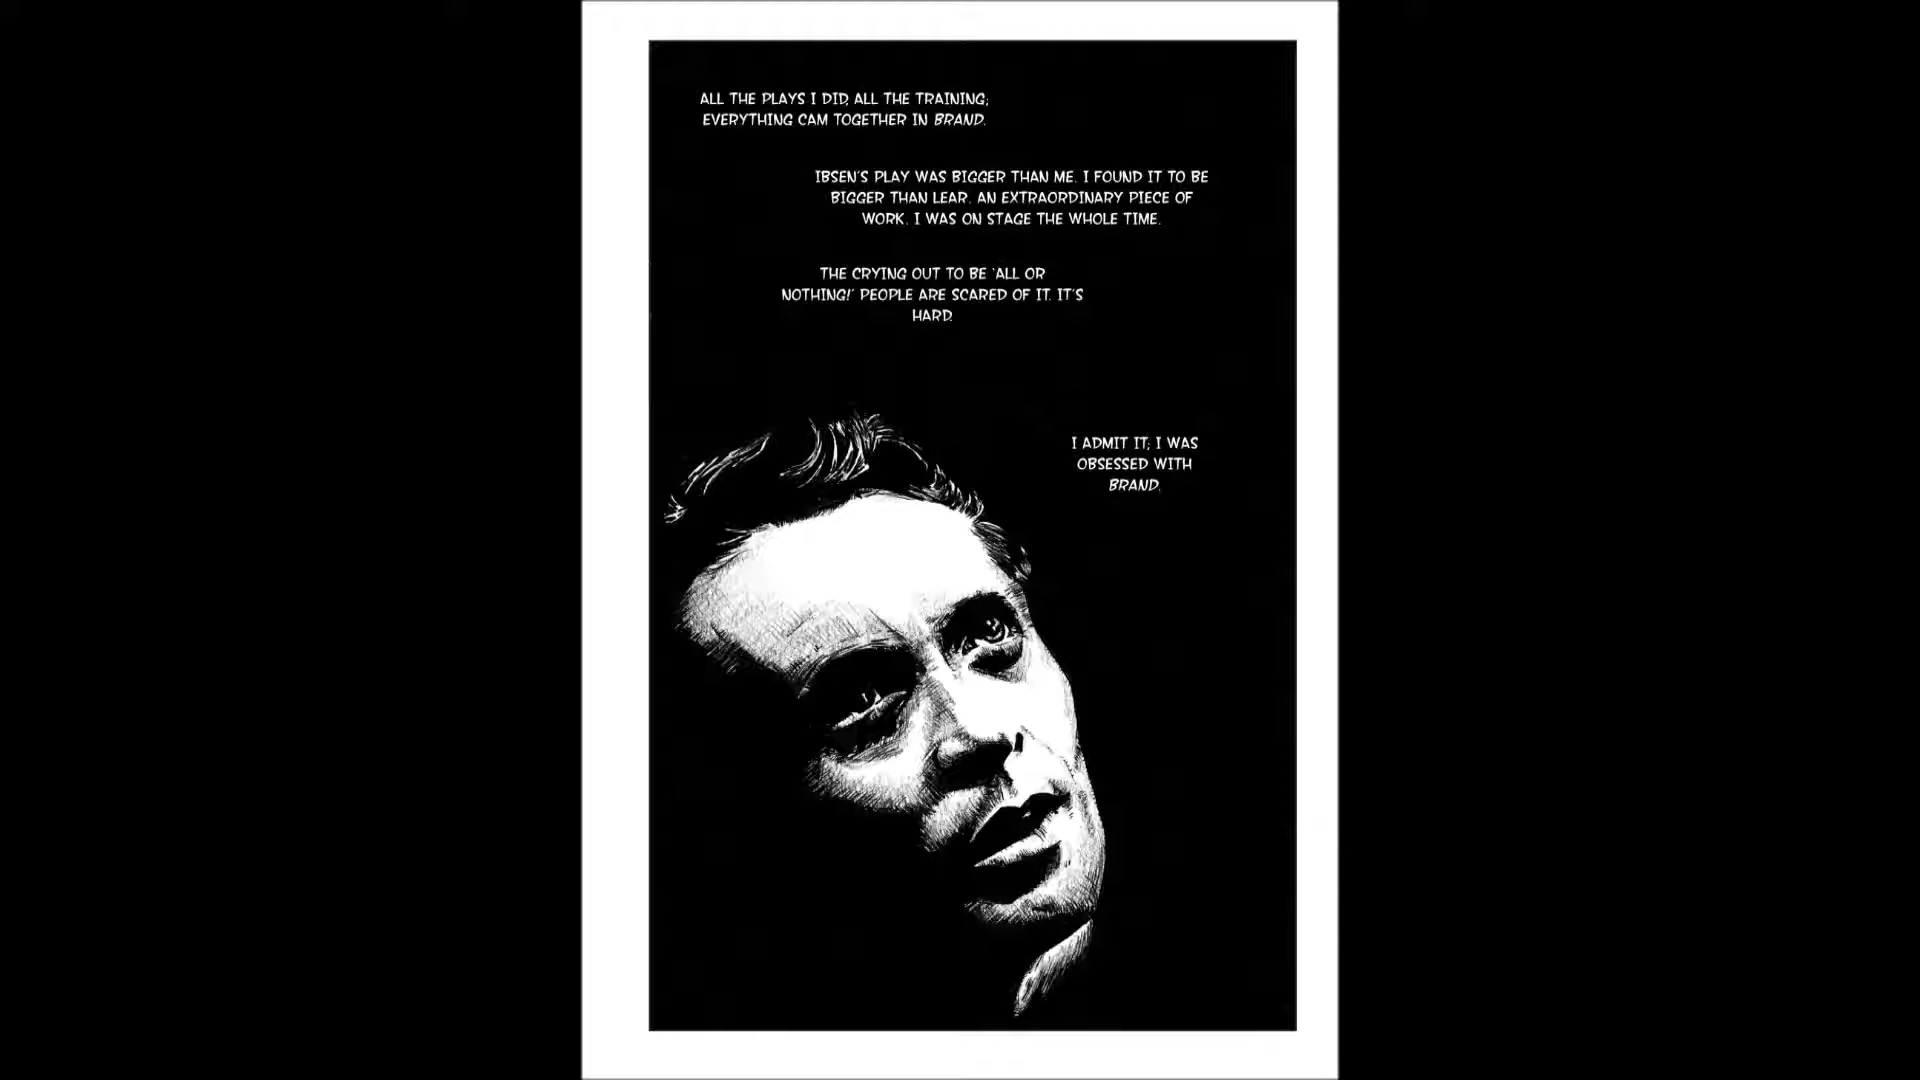 ALL THE PLAYS I DID, ALL THE TRAINING;
EVERYTHING CAM TOGETHER IN BRAND.
IBSEN'S PLAY WAS BIGGER THAN ME. I FOUND IT TO BE
BIGGER THAN LEAR. AN EXTRAORDINARY PIECE OF
WORK. I WAS ON STAGE THE WHOLE TIME.
THE CRYING OUT TO BE 'ALL OR
NOTHING!' PEOPLE ARE SCARED OF IT. IT'S
HARD.
I ADMIT IT; I WAS
OBSESSED WITH
BRAND.